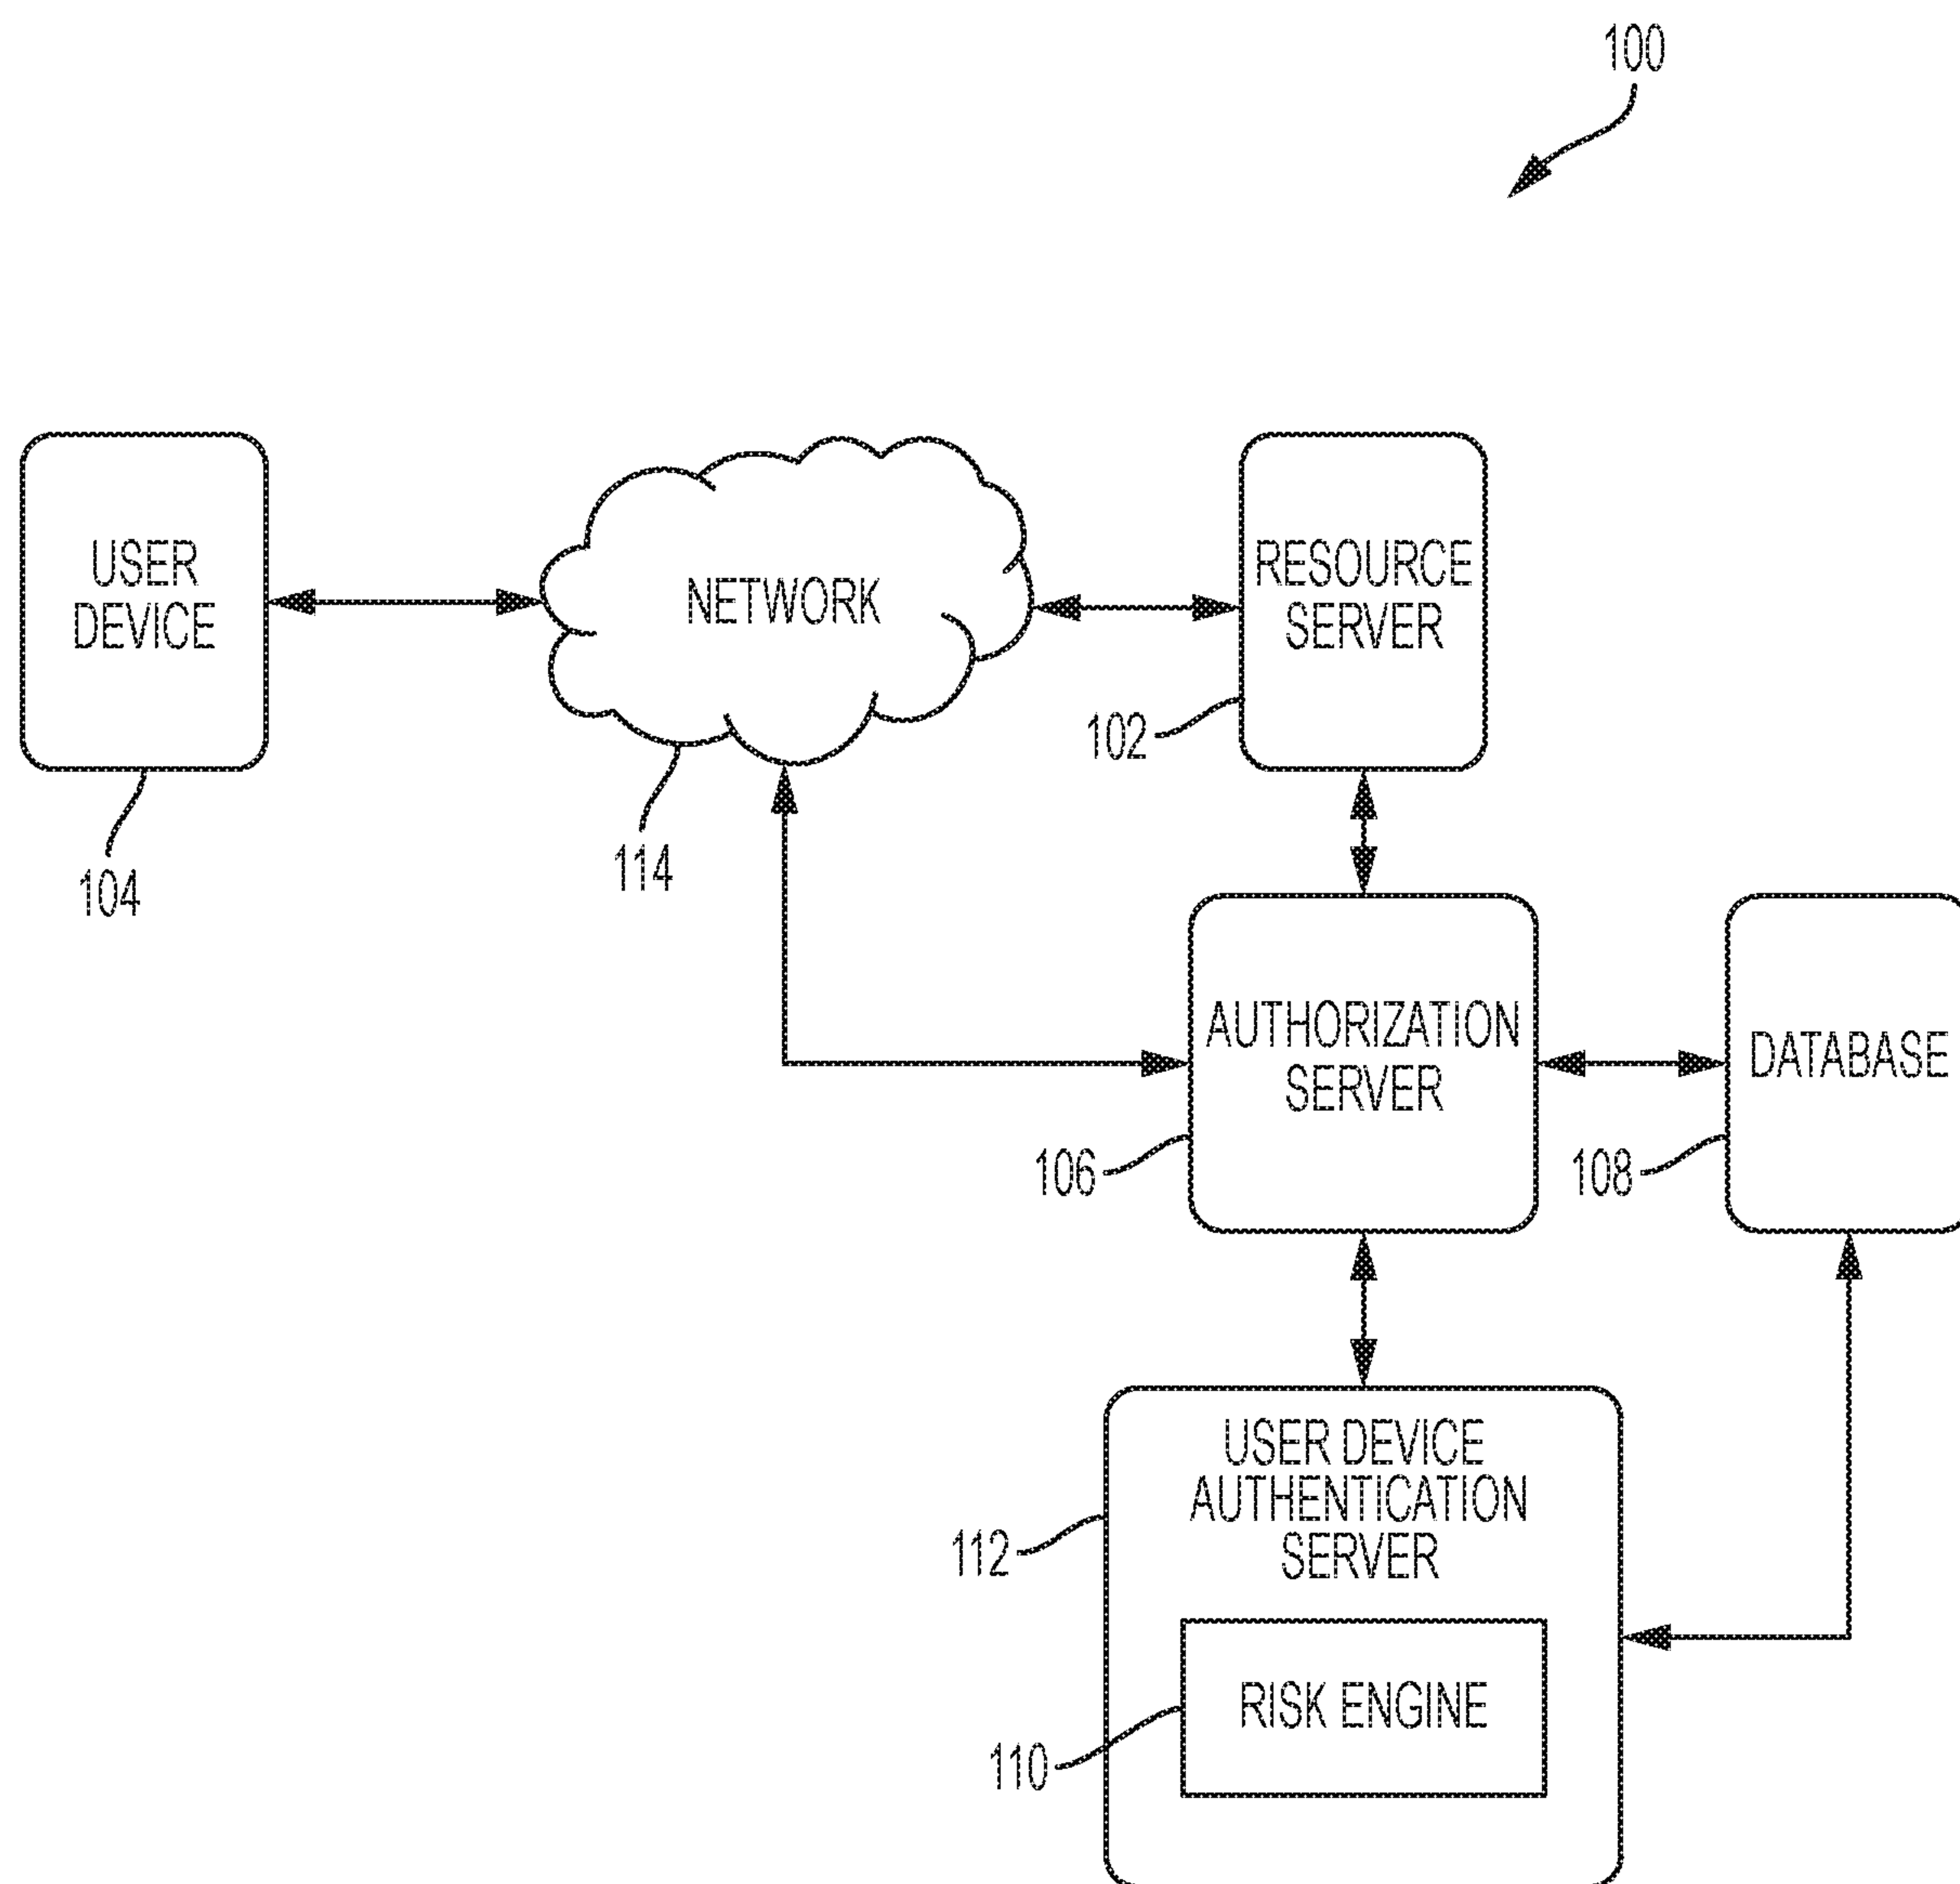 100
USER
DEVICE
NETWORK
RESOURCE
SERVER
102
104
114
AUTHORIZATION
SERVER
DATABASE
106
108
USER DEVICE
AUTHENTICATION
SERVER
112
RISK ENGINE
110